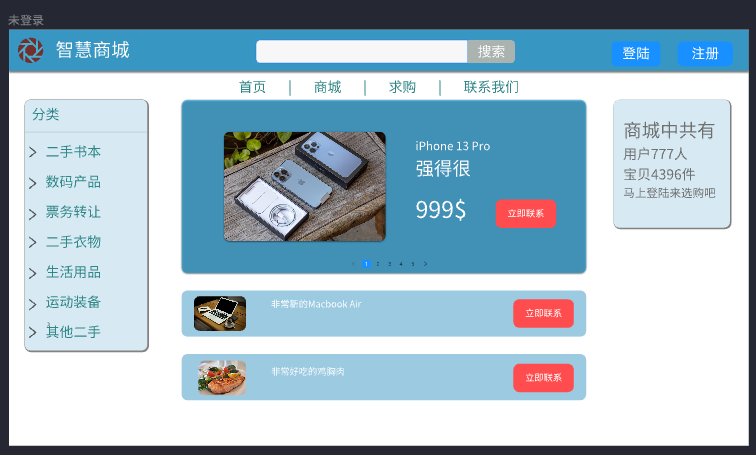 未登录
智慧商城
搜索
登陆
注册
首页 | 商城 | 求购 | 联系我们
分类
二手书本
数码产品
票务转让
二手衣物
生活用品
运动装备
其他二手
iPhone 13 Pro
强得很
999$
立即联系
1 2 3 4 5
非常新的Macbook Air
立即联系
非常好吃的鸡胸肉
立即联系
商城中共有
用户777人
宝贝4396件
马上登陆来选购吧